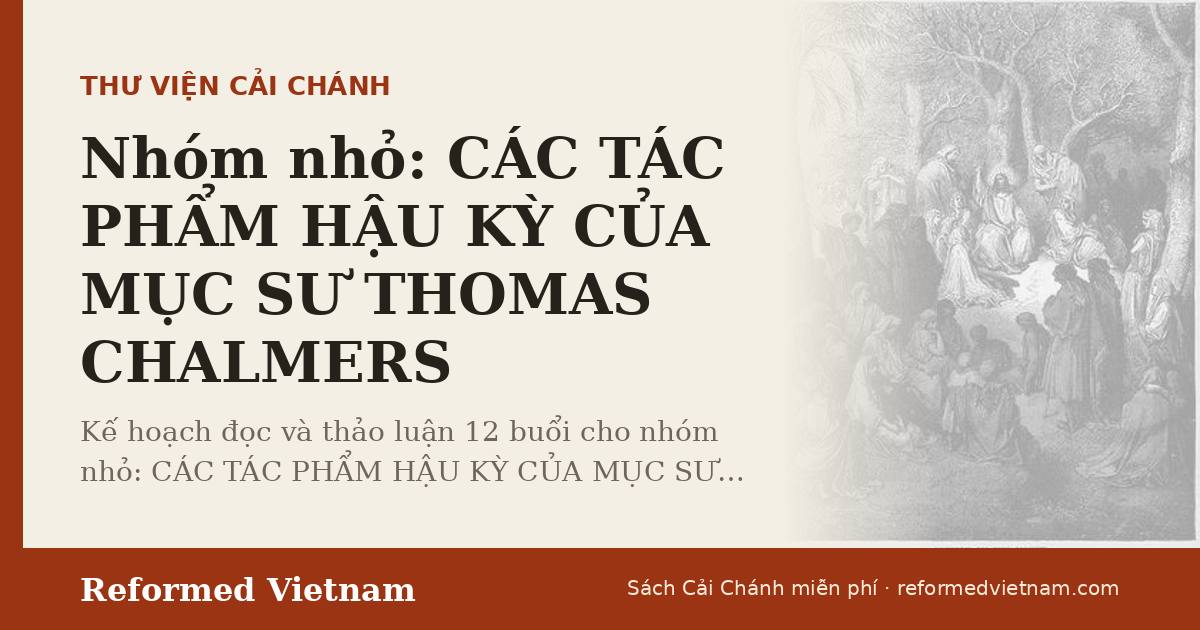 THƯ VIỆN CẢI CHÁNH
Nhóm nhỏ: CÁC TÁC
PHẨM HẬU KỲ CỦA
MỤC SƯ THOMAS
CHALMERS
Kế hoạch đọc và thảo luận 12 buổi cho nhóm
nhỏ: CÁC TÁC PHẨM HẬU KỲ CỦA MỤC SƯ...
Reformed Vietnam
Sách Cải Chánh miễn phí · reformedvietnam.com